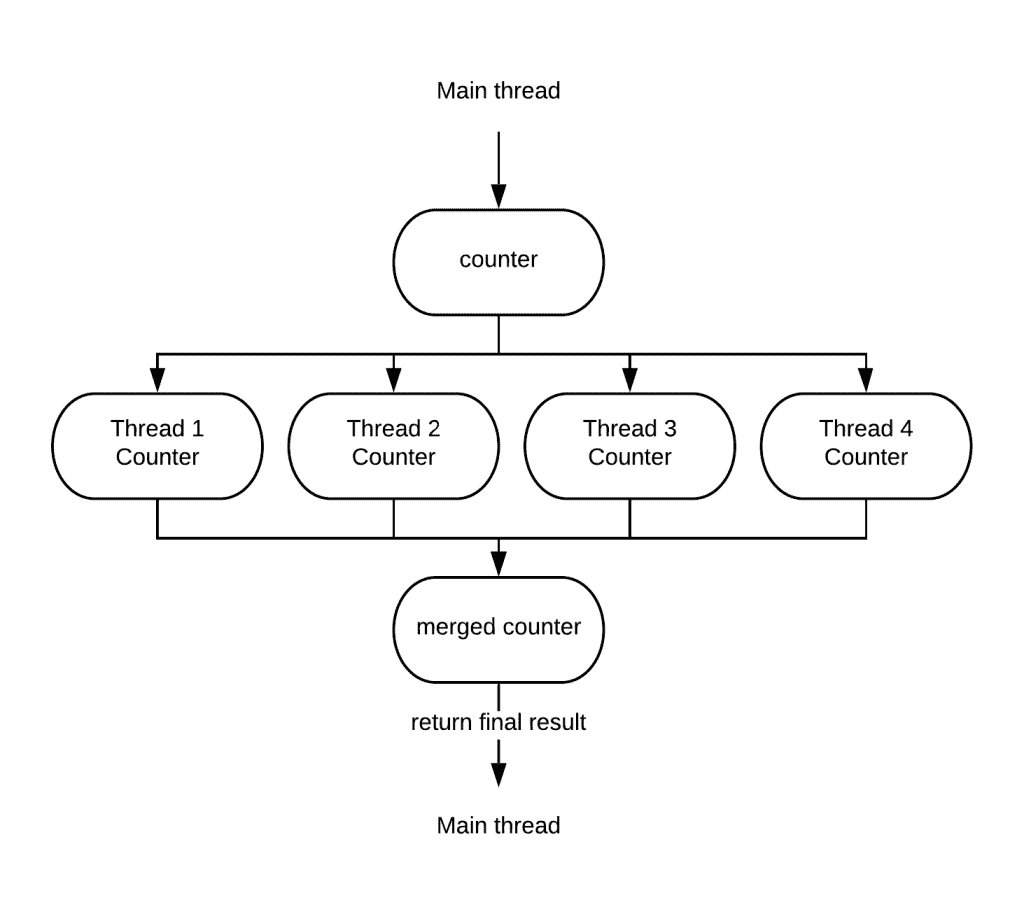 Main thread
counter
Thread 1
Counter
Thread 2
Counter
Thread 3
Counter
Thread 4
Counter
merged counter
return final result
Main thread